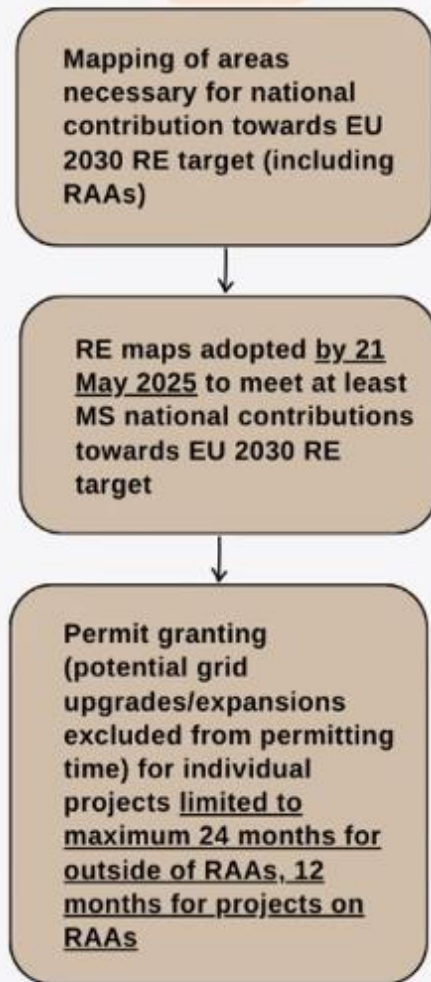 Mapping of areas
necessary for national
contribution towards EU
2030 RE target (including
RAAs)
RE maps adopted by 21
May 2025 to meet at least
MS national contributions
towards EU 2030 RE
target
Permit granting
(potential grid
upgrades/expansions
excluded from permitting
time) for individual
projects limited to
maximum 24 months for
outside of RAAs, 12
months for projects on
RAAs